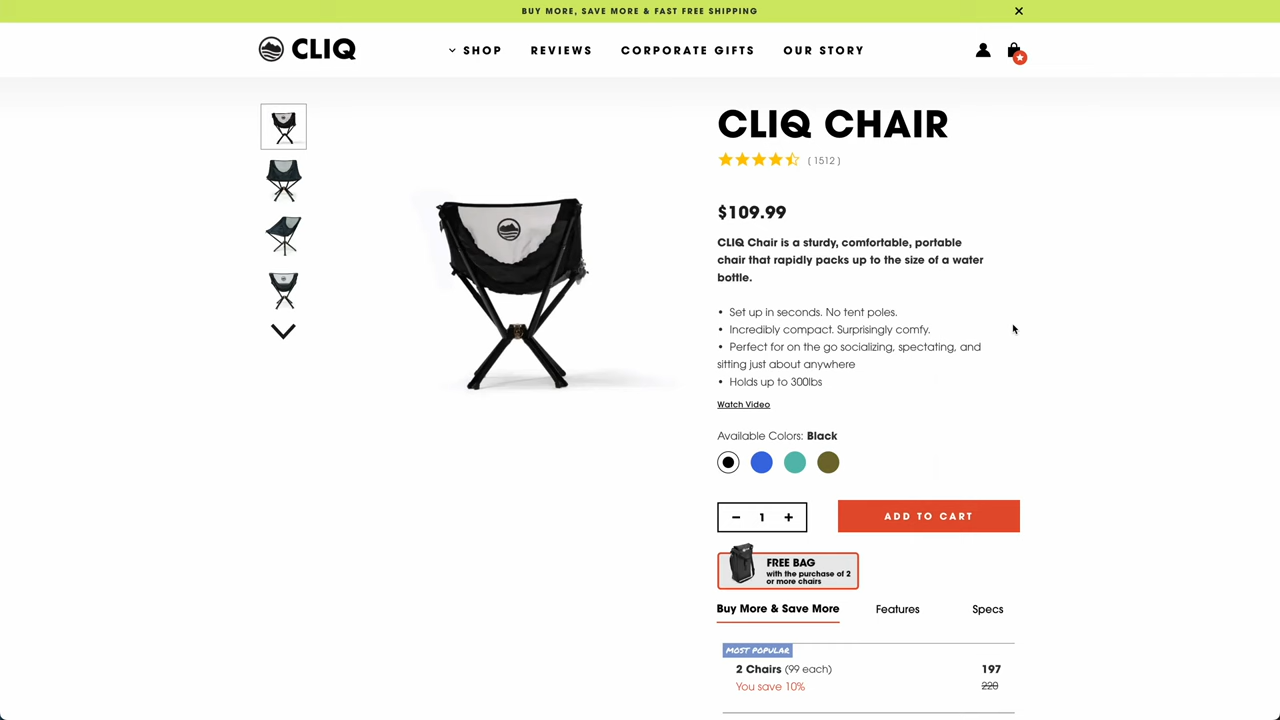 BUY MORE, SAVE MORE & FAST FREE SHIPPING
CLIQ
SHOP
REVIEWS
CORPORATE GIFTS
OUR STORY
CLIQ CHAIR
( 1512 )
$109.99
CLIQ Chair is a sturdy, comfortable, portable
chair that rapidly packs up to the size of a water
bottle.
• Set up in seconds. No tent poles.
• Incredibly compact. Surprisingly comfy.
• Perfect for on the go socializing, spectating, and
sitting just about anywhere
• Holds up to 300lbs
Watch Video
Available Colors: Black
− 1 +
ADD TO CART
FREE BAG
with the purchase of 2
or more chairs
Buy More & Save More
Features
Specs
MOST POPULAR
2 Chairs (99 each)
197
You save 10%
220